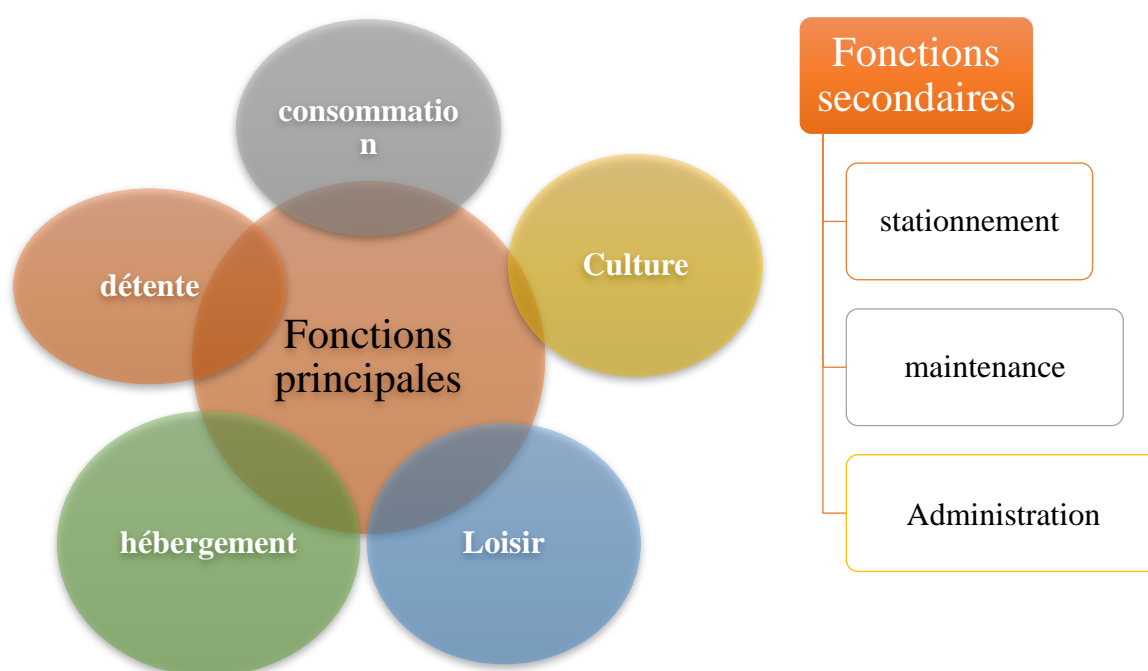 consommatio
n
Culture
détente
Fonctions
principales
hébergement
Loisir
Fonctions
secondaires
stationnement
maintenance
Administration